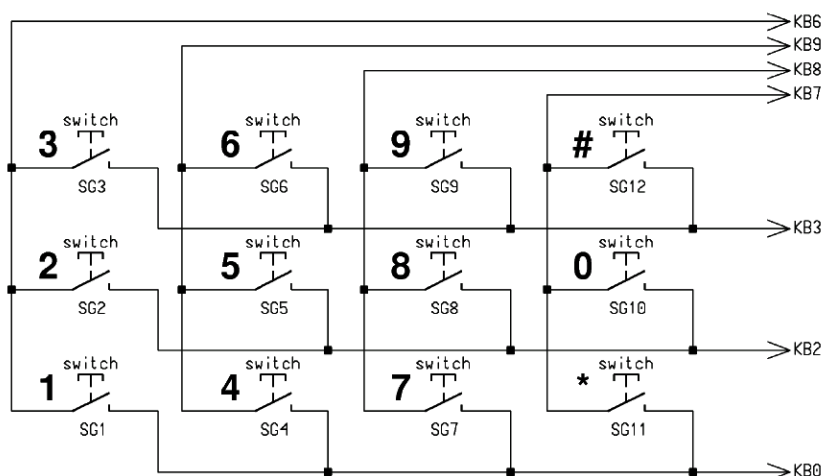 KB6
KB9
KB8
KB7
switch switch switch switch
3 6 9 #
SG3 SG6 SG9 SG12
KB3
switch switch switch switch
2 5 8 0
SG2 SG5 SG8 SG10
KB2
switch switch switch switch
1 4 7 *
SG1 SG4 SG7 SG11
KB0